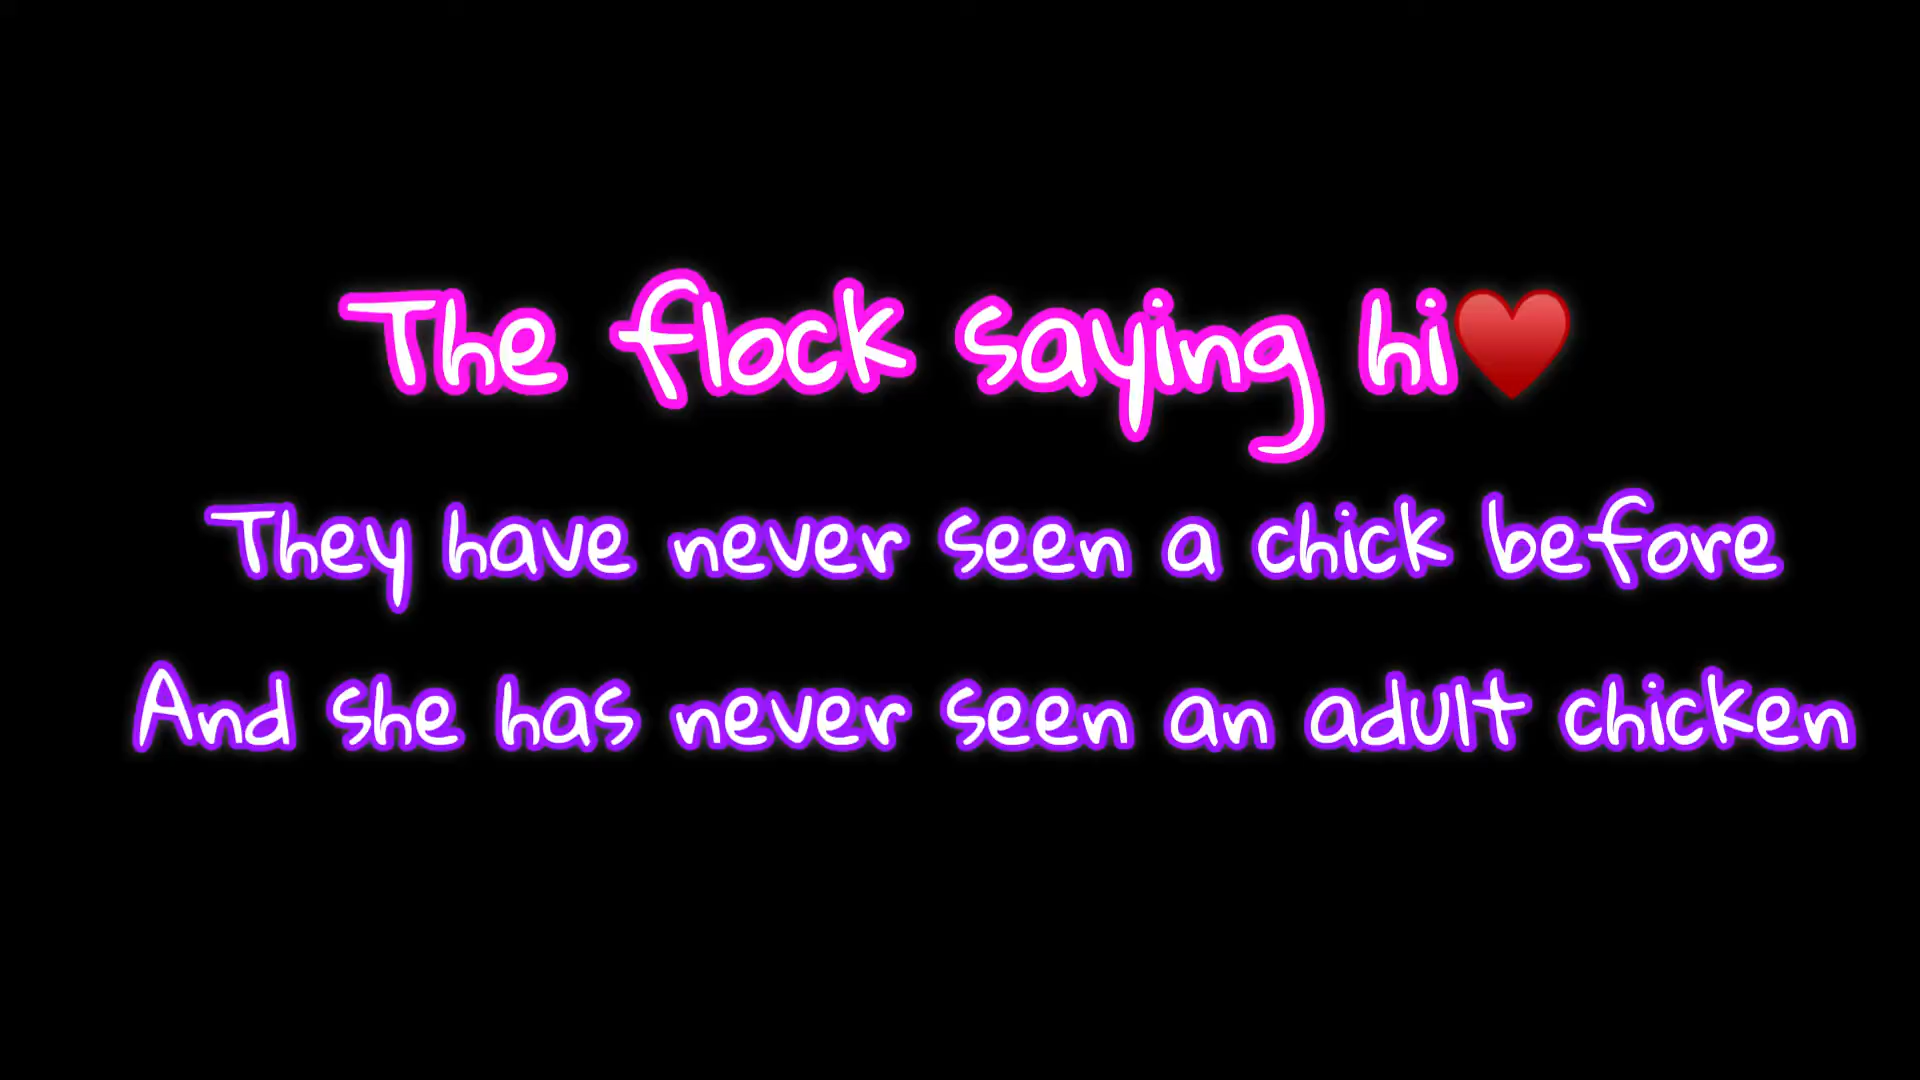 The flock saying hi♥
They have never seen a chick before
And she has never seen an adult chicken